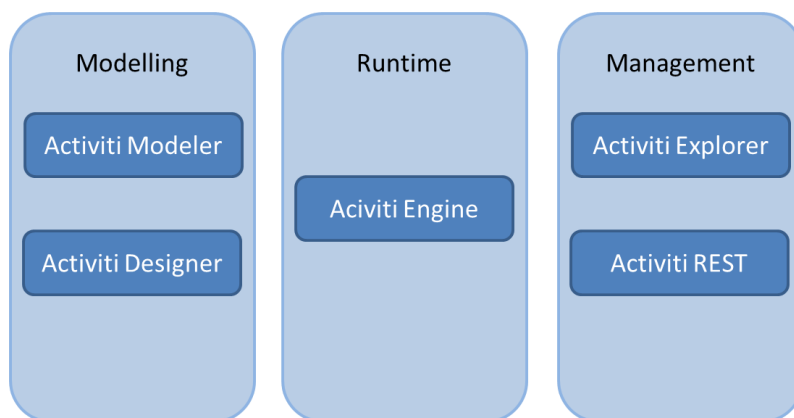 Modelling
Activiti Modeler
Activiti Designer
Runtime
Aciviti Engine
Management
Activiti Explorer
Activiti REST